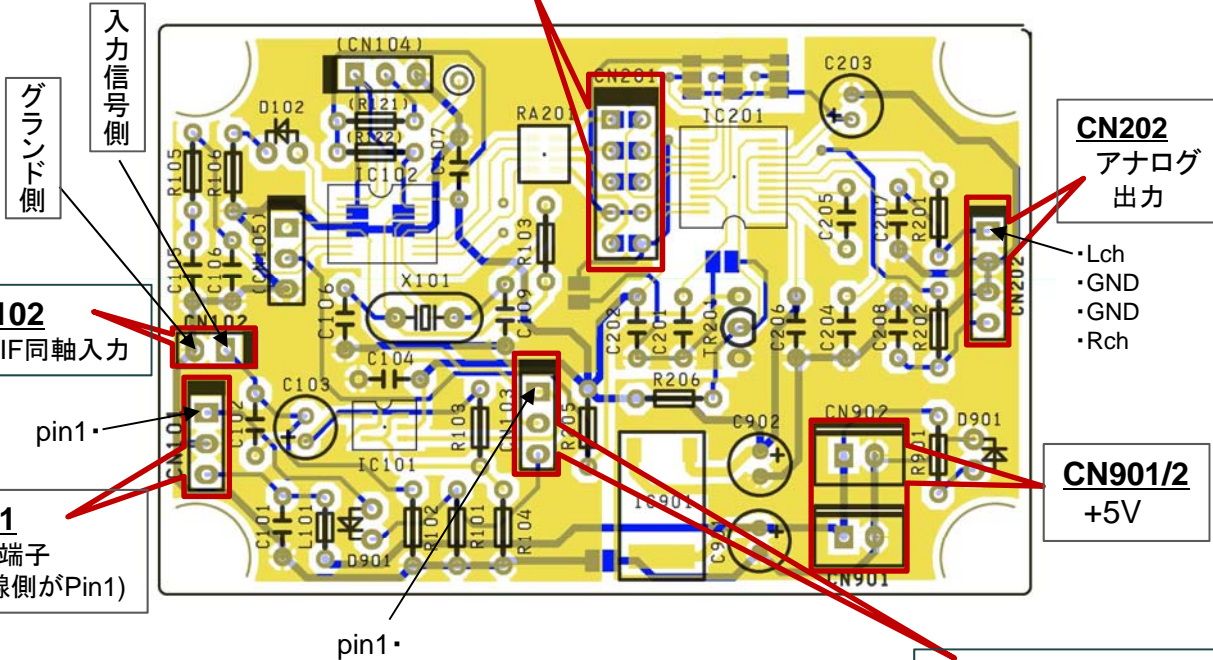 入力信号側
グランド側
(CN104)
CN201
C203
D102
(R121)
(R122)
C107
RA201
IC201
CN202
アナログ
出力
・Lch
・GND
・GND
・Rch
R105
R106
IC102
(CN105)
C105
C106
R103
C205
C207
R201
CN202
X101
C106
C109
102
IF同軸入力
CN102
C202
C201
TR201
C206
C204
C208
R202
C104
C103
R206
pin1・
C102
CN101
IC101
R103
CN103
R205
C902
CN902
R901
D901
CN901/2
+5V
1
端子
線側がPin1)
C101
L101
D901
R102
R101
R104
IC901
C901
CN901
pin1・